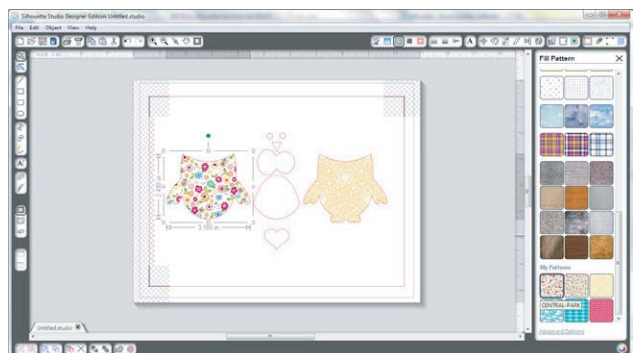 Silhouette Studio Designer Edition Untitled.studio
File Edit Object View Help
Fill Pattern
My Patterns
CENTRAL-PARK
Advanced Options
Untitled.studio